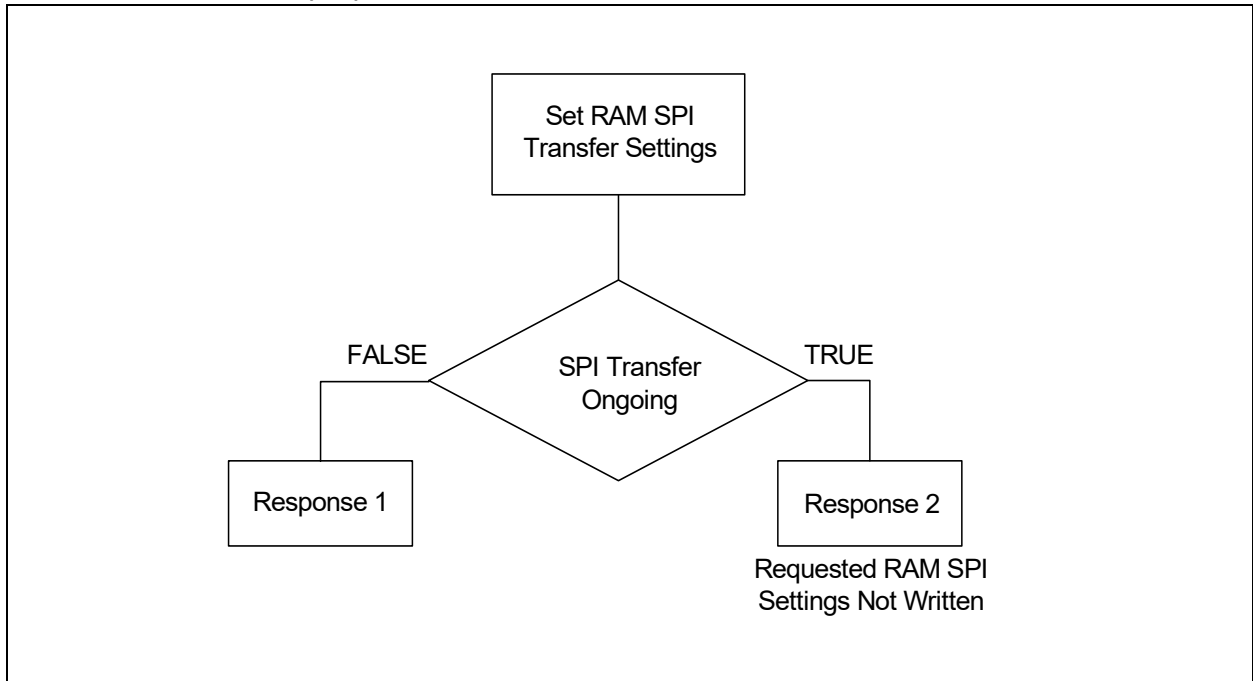 Set RAM SPI
Transfer Settings
FALSE
TRUE
SPI Transfer
Ongoing
Response 1
Response 2
Requested RAM SPI
Settings Not Written